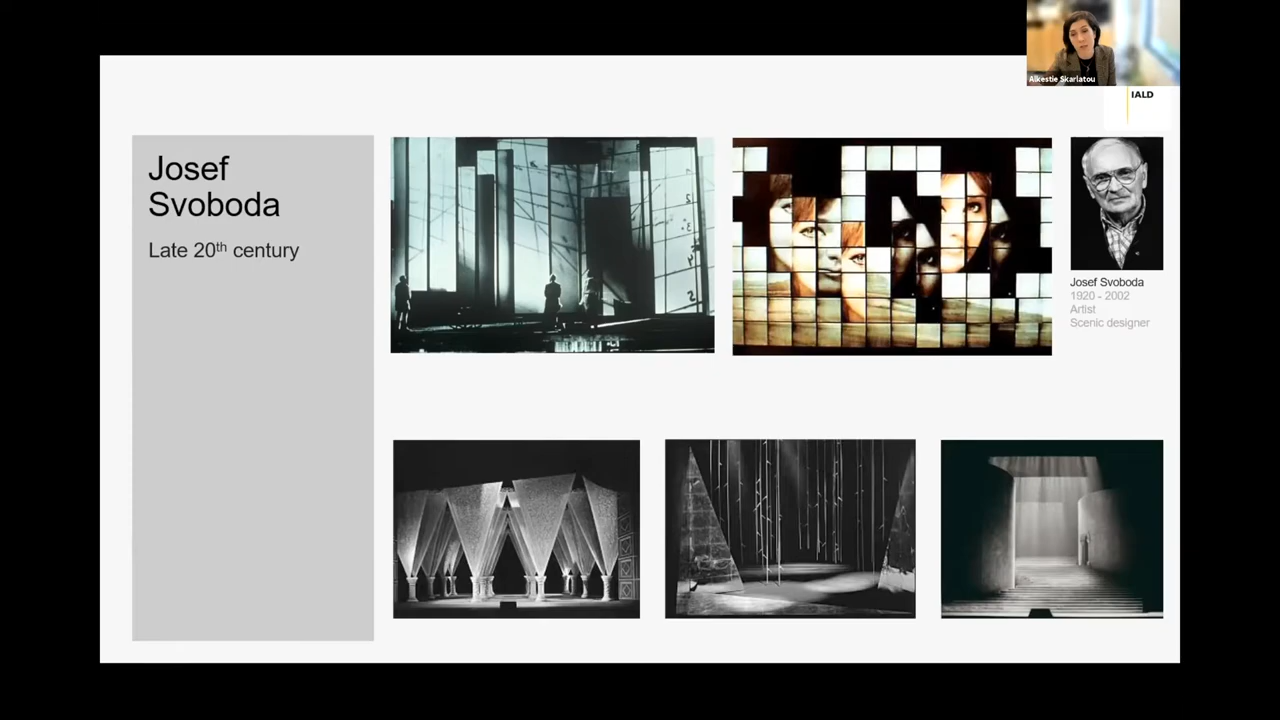 Alkestie Skarlatou
IALD
Josef
Svoboda
Late 20th century
Josef Svoboda
1920 - 2002
Artist
Scenic designer